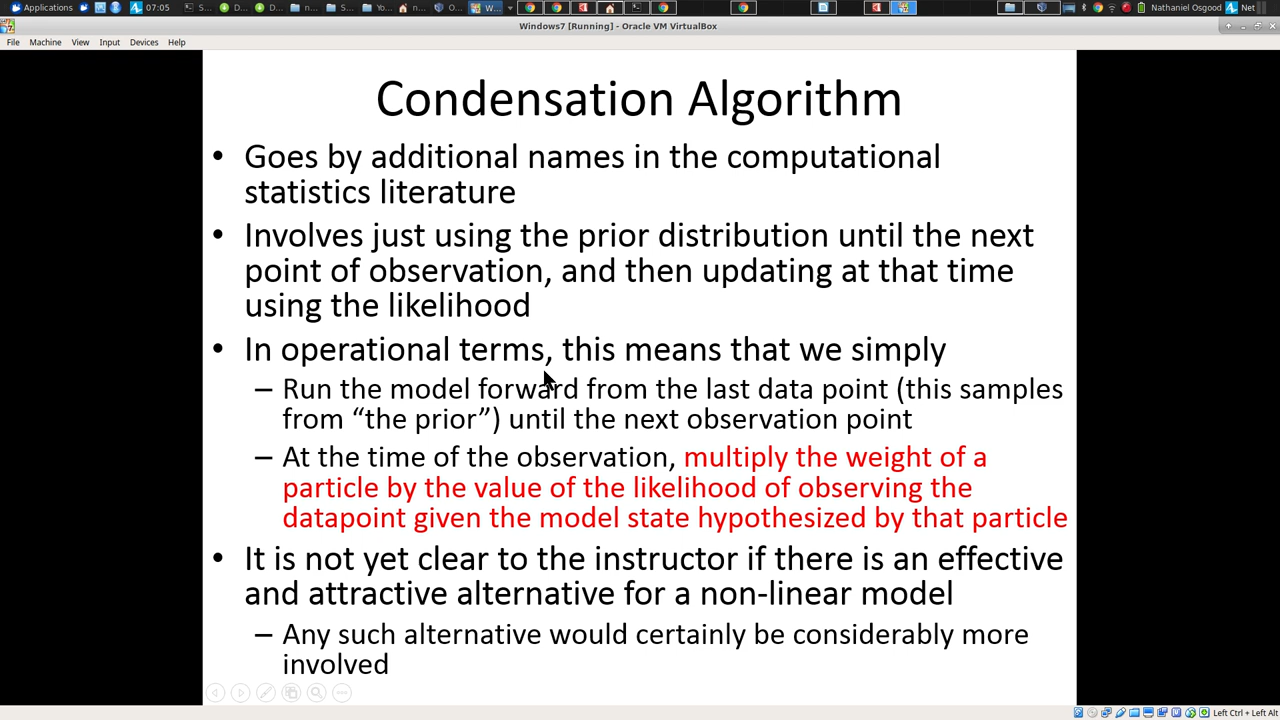 Applications
07:05
Nathaniel Osgood
Net
Windows7 [Running] - Oracle VM VirtualBox
File Machine View Input Devices Help
Condensation Algorithm
• Goes by additional names in the computational
statistics literature
• Involves just using the prior distribution until the next
point of observation, and then updating at that time
using the likelihood
• In operational terms, this means that we simply
– Run the model forward from the last data point (this samples
from “the prior”) until the next observation point
– At the time of the observation, multiply the weight of a
particle by the value of the likelihood of observing the
datapoint given the model state hypothesized by that particle
• It is not yet clear to the instructor if there is an effective
and attractive alternative for a non-linear model
– Any such alternative would certainly be considerably more
involved
Left Ctrl + Left Alt